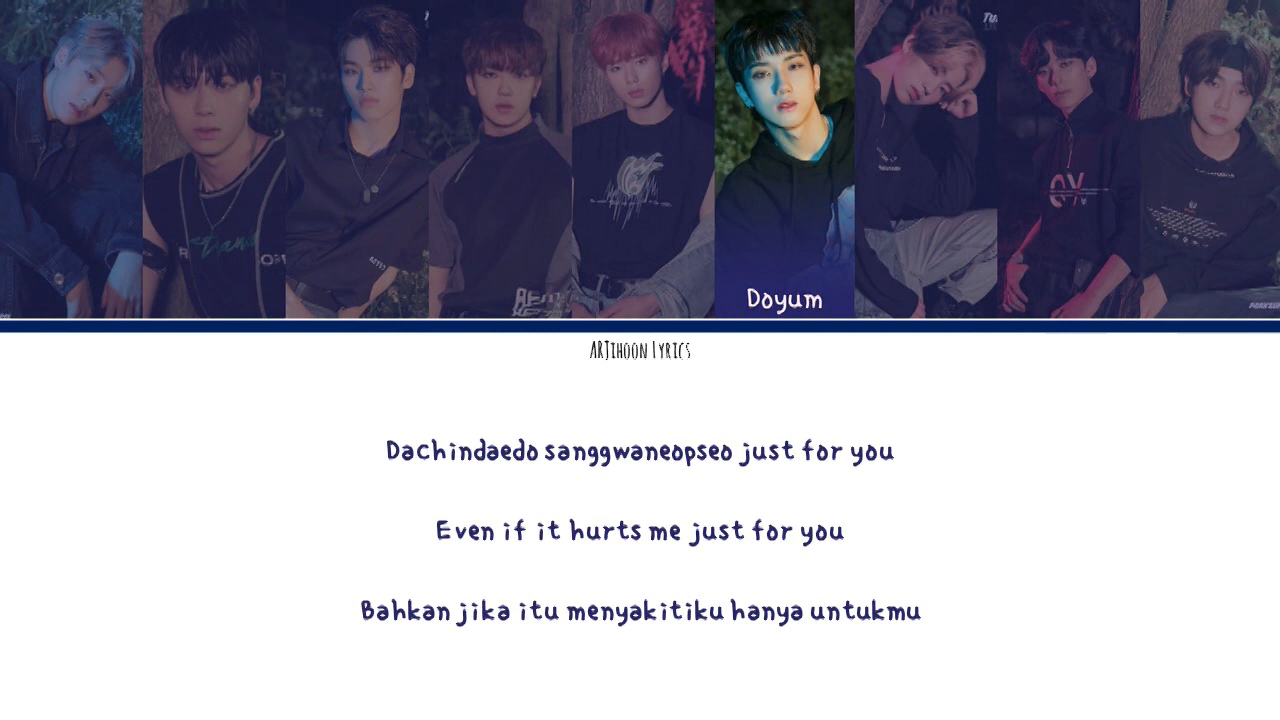 Doyum
ARJihoon Lyrics
Dachindaedo sanggwaneopseo just for you
Even if it hurts me just for you
Bahkan jika itu menyakitiku hanya untukmu